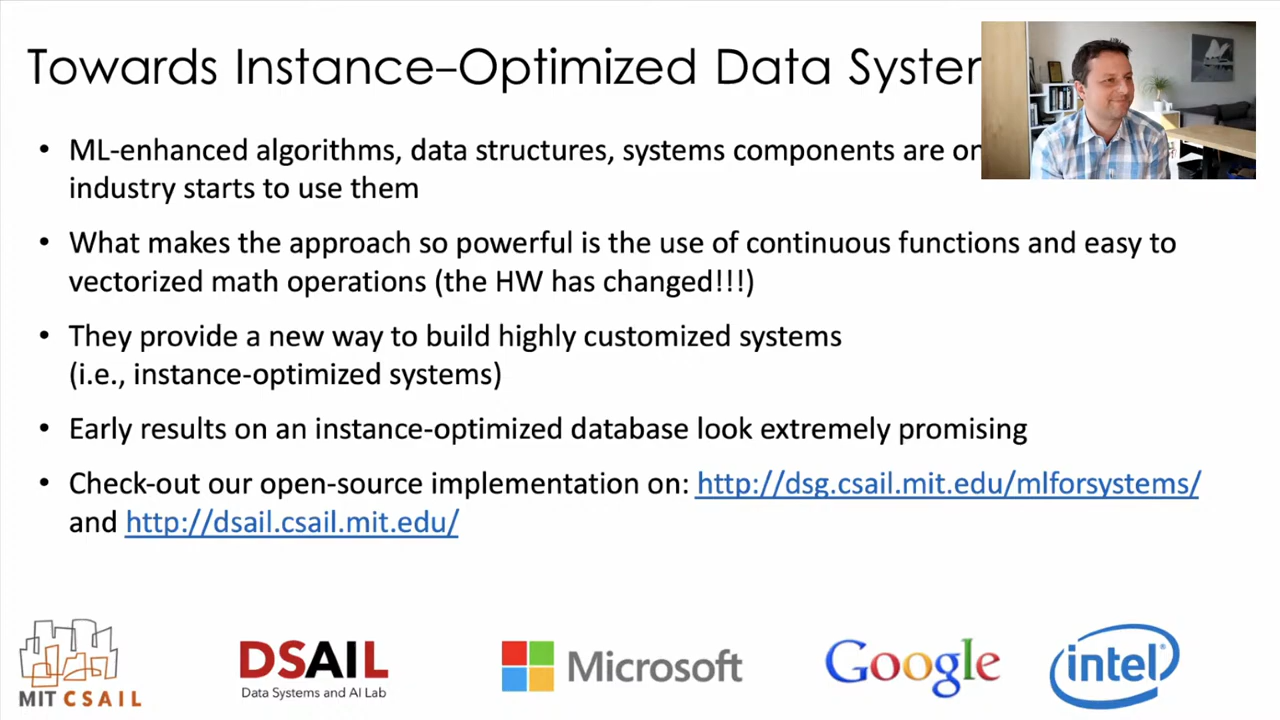 Towards Instance-Optimized Data
• ML-enhanced algorithms, data structures, systems components are
industry starts to use them
• What makes the approach so powerful is the use of continuous functions and easy to
vectorized math operations (the HW has changed!!!)
• They provide a new way to build highly customized systems
(i.e., instance-optimized systems)
• Early results on an instance-optimized database look extremely promising
• Check-out our open-source implementation on: http://dsg.csail.mit.edu/mlforsystems/
and http://dsail.csail.mit.edu/
MIT CSAIL
DSAIL
Data Systems and AI Lab
Microsoft
Google
intel